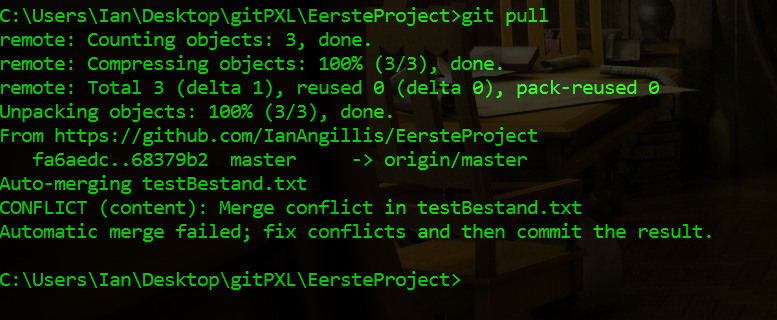 C:\Users\Ian\Desktop\gitPXL\EersteProject>git pull
remote: Counting objects: 3, done.
remote: Compressing objects: 100% (3/3), done.
remote: Total 3 (delta 1), reused 0 (delta 0), pack-reused 0
Unpacking objects: 100% (3/3), done.
From https://github.com/IanAngillis/EersteProject
   fa6aedc..68379b2  master     -> origin/master
Auto-merging testBestand.txt
CONFLICT (content): Merge conflict in testBestand.txt
Automatic merge failed; fix conflicts and then commit the result.
C:\Users\Ian\Desktop\gitPXL\EersteProject>